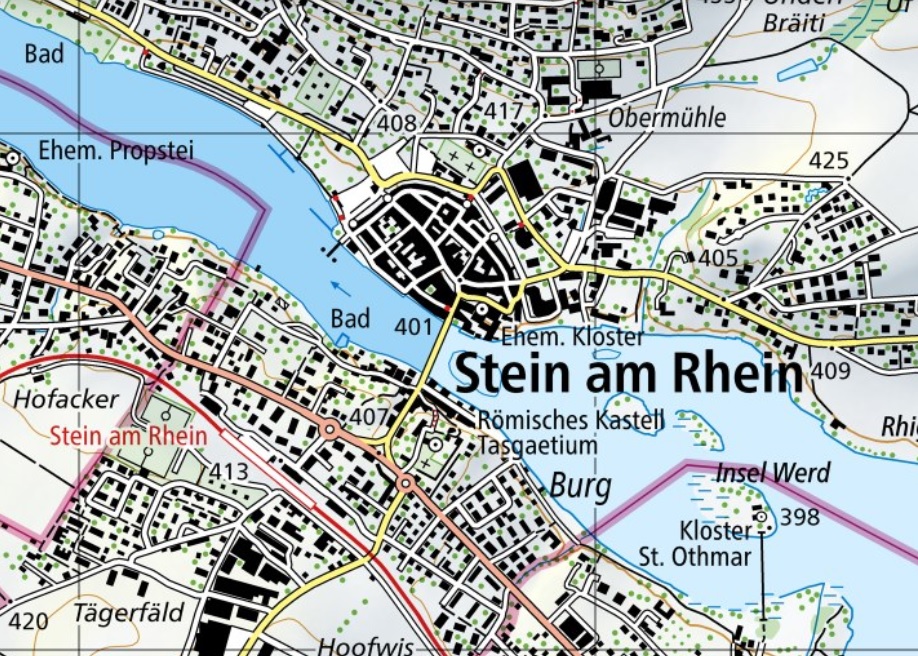 Bräiti
Bad
408
417
Obermühle
Ehem. Propstei
425
405
Bad
401
Ehem. Kloster
Stein am Rhein
409
Hofacker
407
Römisches Kastell
Tasgaetium
Stein am Rhein
413
Burg
Insel Werd
398
Kloster
St. Othmar
420
Tägerfäld
Hoofwis